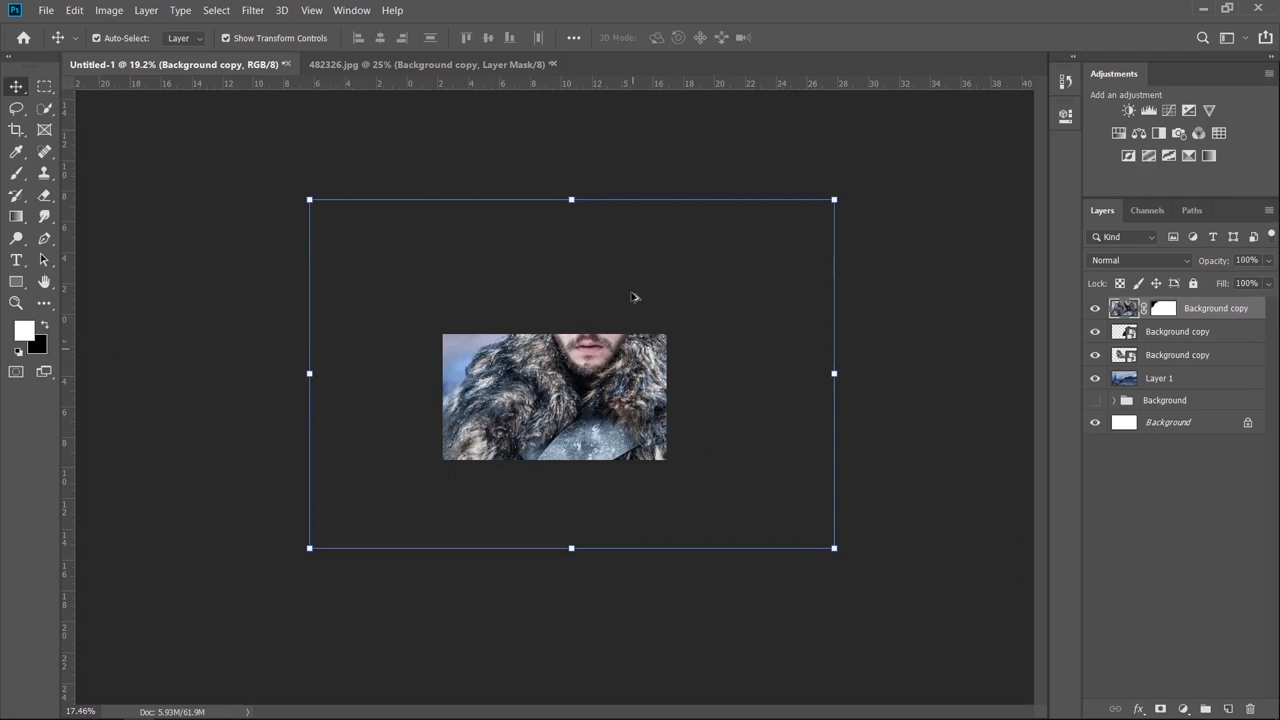 Ps File Edit Image Layer Type Select Filter 3D View Window Help
Auto-Select: Layer Show Transform Controls 3D Mode:
Untitled-1 @ 19.2% (Background copy, RGB/8) * 482326.jpg @ 25% (Background copy, Layer Mask/8) *
Adjustments
Add an adjustment
Layers Channels Paths
Kind
Normal Opacity: 100%
Lock: Fill: 100%
Background copy
Background copy
Background copy
Layer 1
Background
Background
17.46% Doc: 5.93M/61.9M